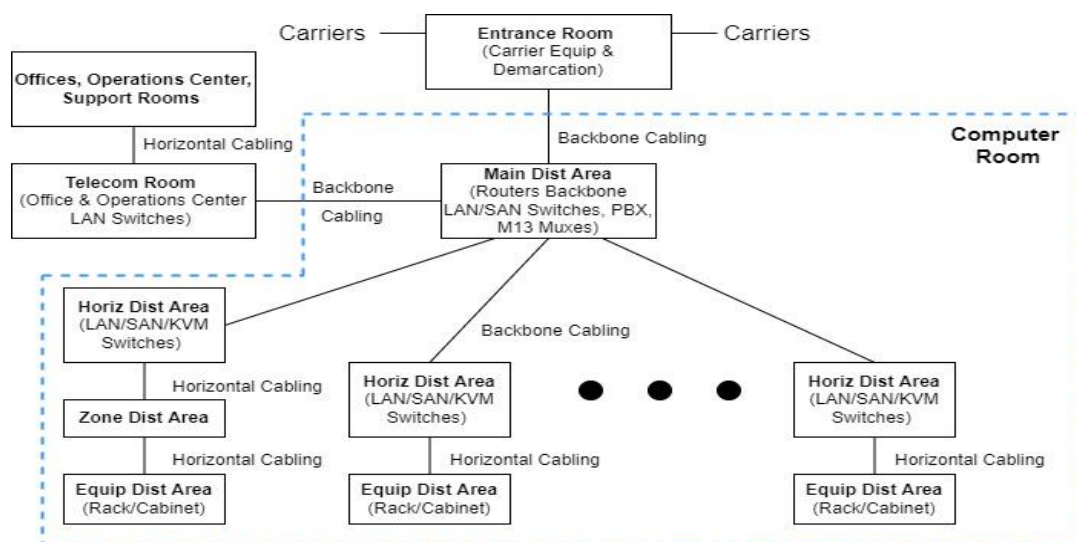 Carriers
Entrance Room
(Carrier Equip &
Demarcation)
Carriers
Offices, Operations Center,
Support Rooms
Horizontal Cabling
Backbone Cabling
Computer
Room
Telecom Room
(Office & Operations Center
LAN Switches)
Backbone
Cabling
Main Dist Area
(Routers Backbone
LAN/SAN Switches, PBX,
M13 Muxes)
Horiz Dist Area
(LAN/SAN/KVM
Switches)
Backbone Cabling
Horizontal Cabling
Horiz Dist Area
(LAN/SAN/KVM
Switches)
Horiz Dist Area
(LAN/SAN/KVM
Switches)
Zone Dist Area
Horizontal Cabling
Horizontal Cabling
Horizontal Cabling
Equip Dist Area
(Rack/Cabinet)
Equip Dist Area
(Rack/Cabinet)
Equip Dist Area
(Rack/Cabinet)